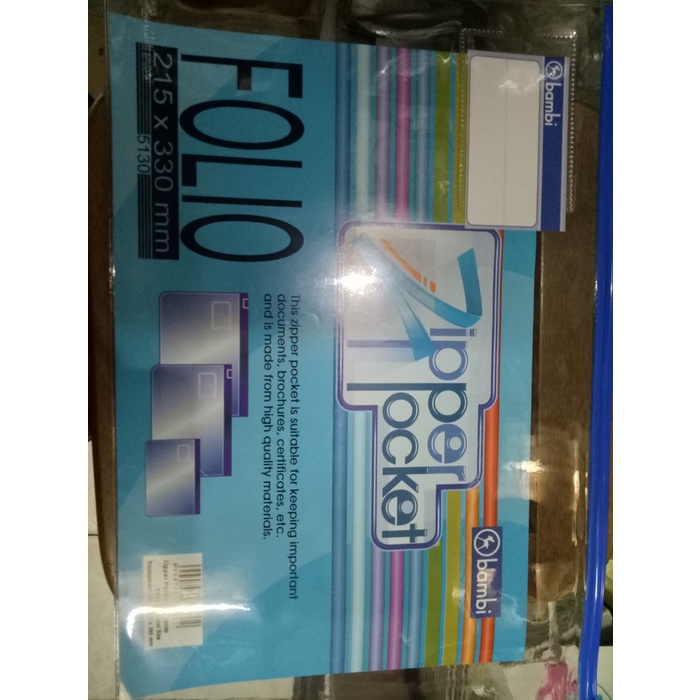 bambi
Zipper
Pocket
bambi
FOLIO
215 x 330 mm
5130
This zipper pocket is suitable for keeping important
documents, brochures, certificates, etc.
and is made from high quality materials.